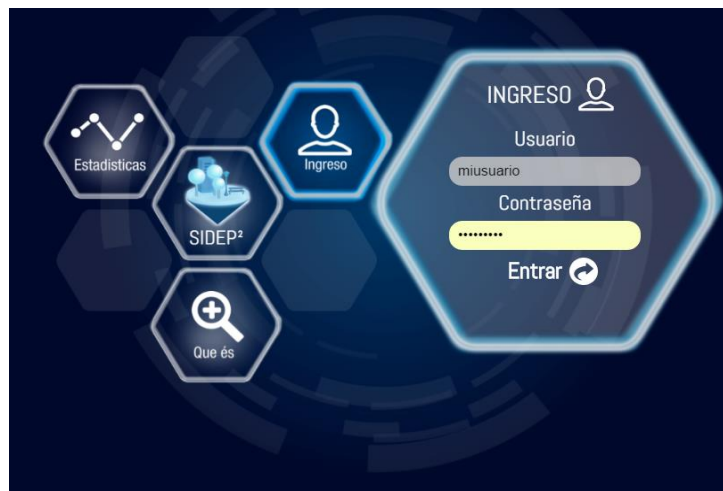 Estadisticas
SIDEP²
Que és
Ingreso
INGRESO
Usuario
miusuario
Contraseña
•••••••••
Entrar